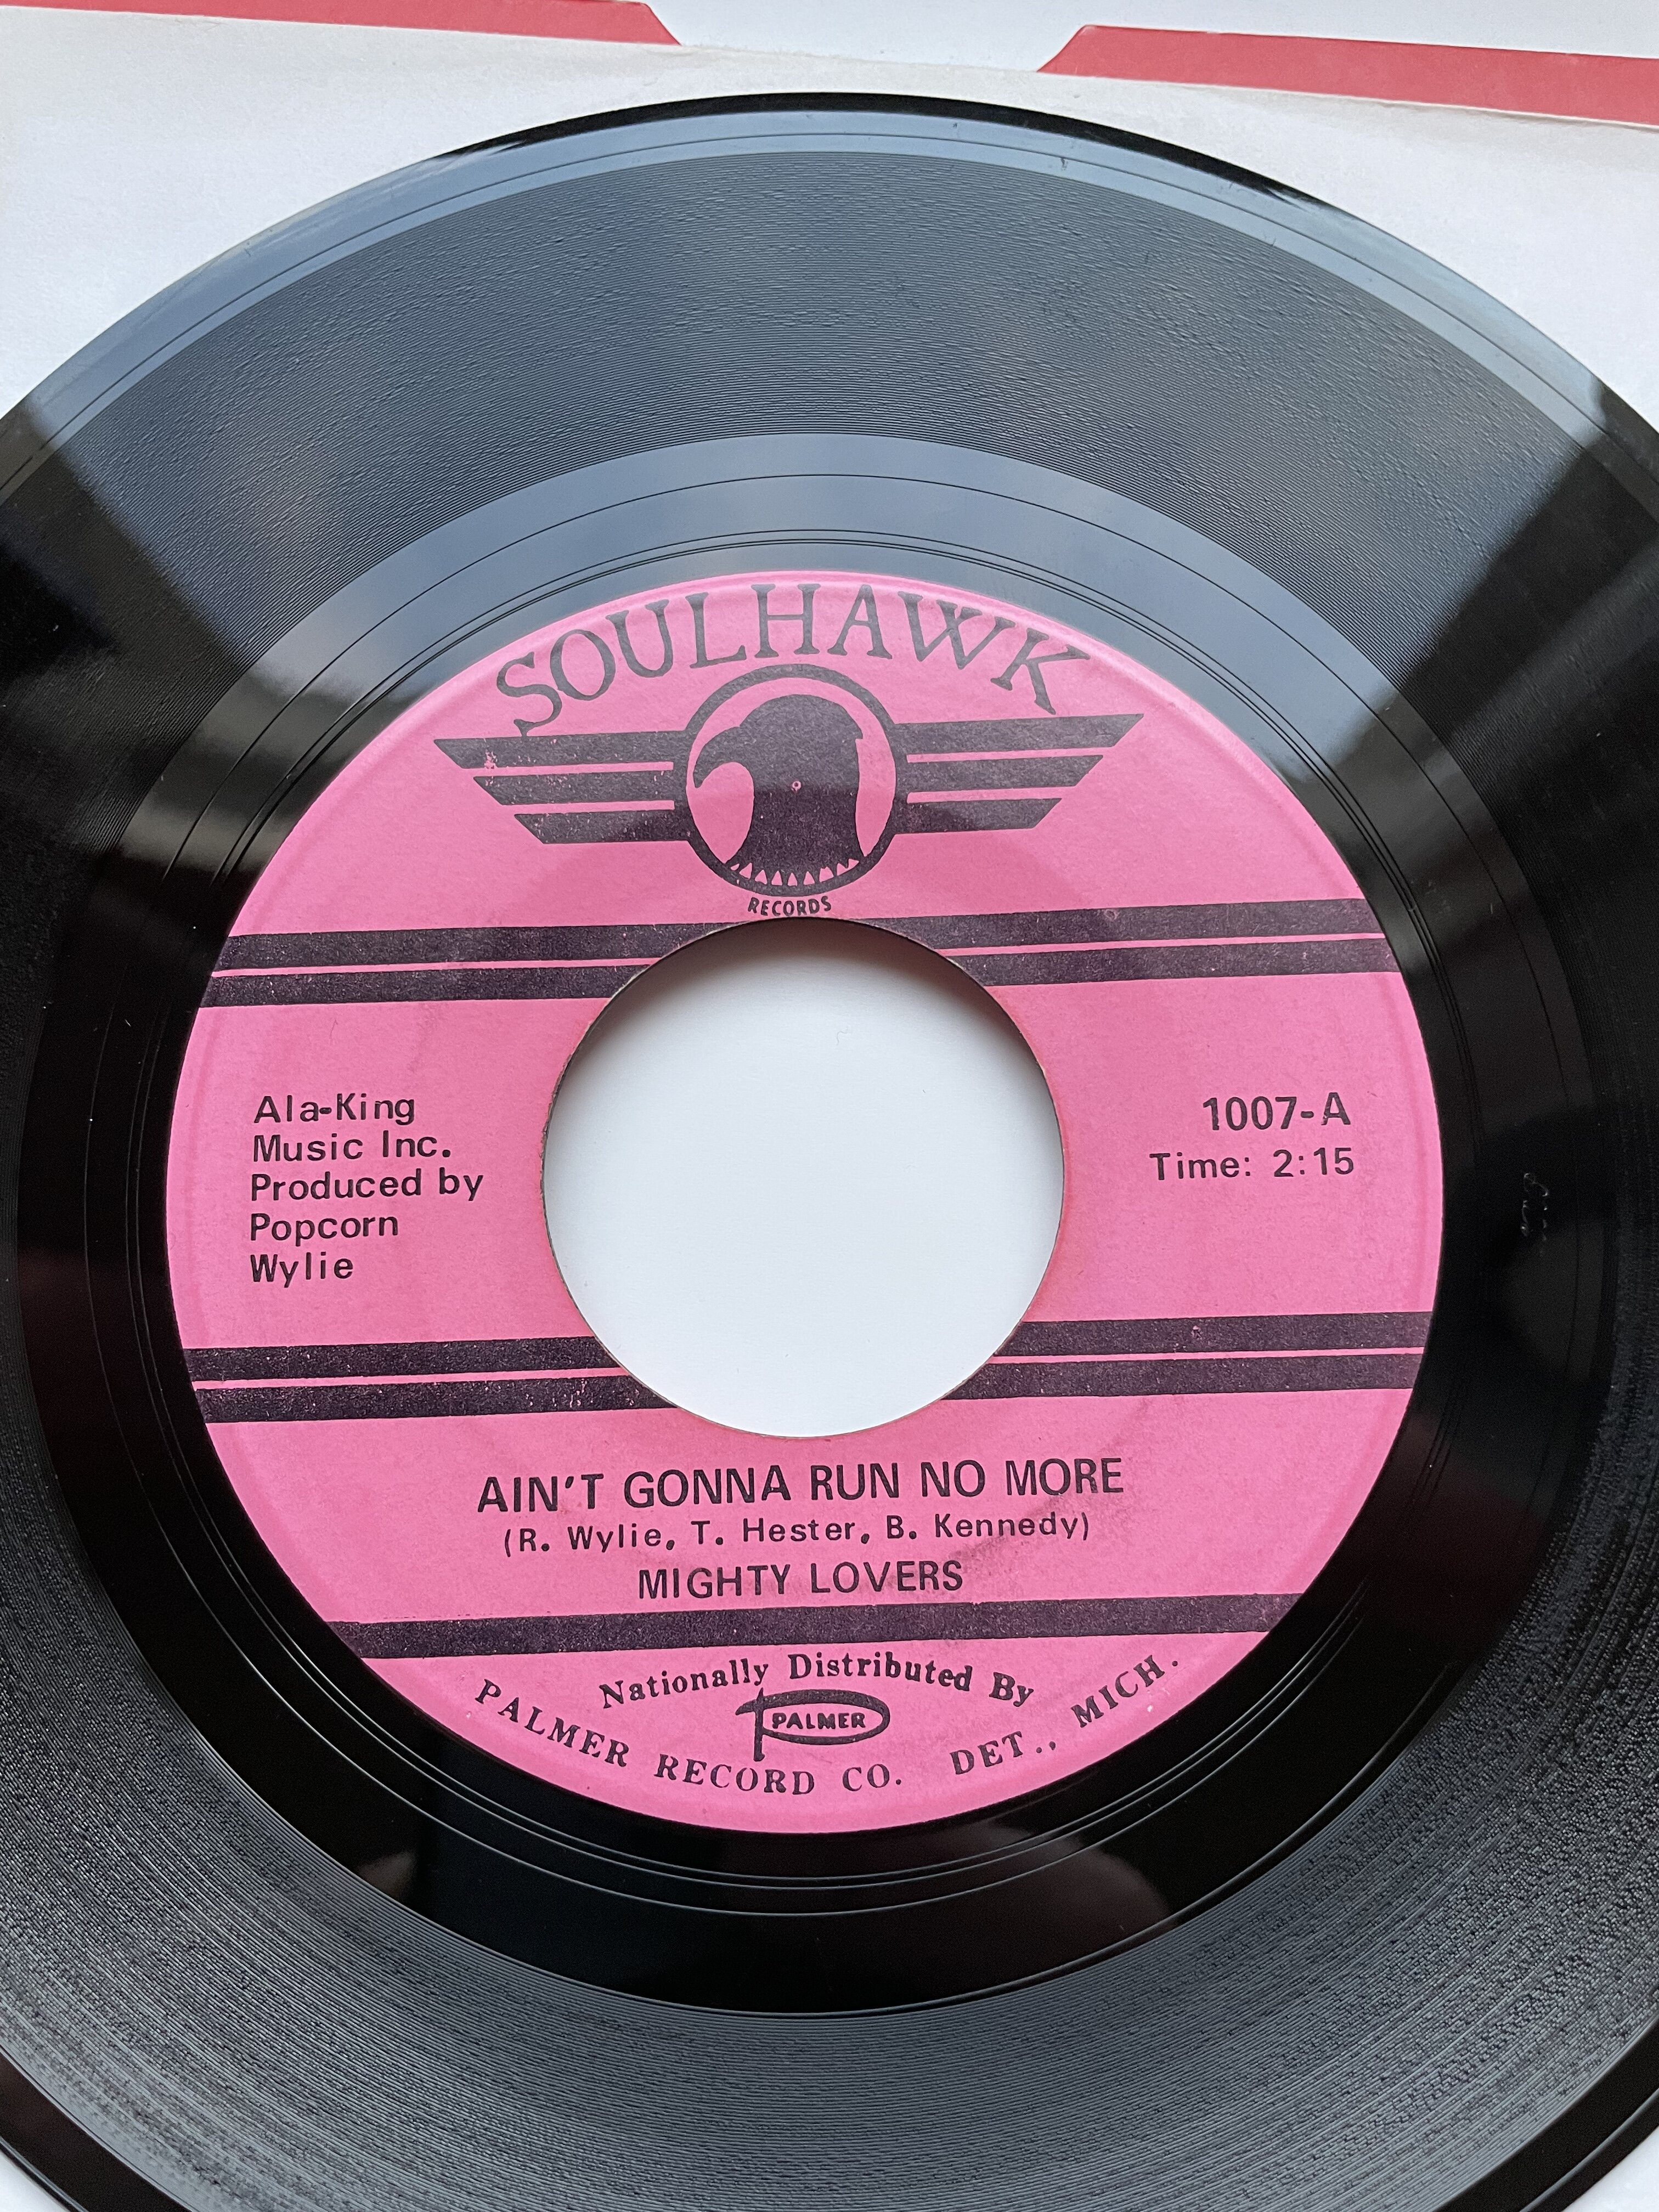 SOULHAWK
RECORDS
Ala-King
Music Inc.
Produced by
Popcorn
Wylie
1007-A
Time: 2:15
AIN'T GONNA RUN NO MORE
(R. Wylie, T. Hester, B. Kennedy)
MIGHTY LOVERS
Nationally Distributed By
PALMER
PALMER RECORD CO. DET., MICH.